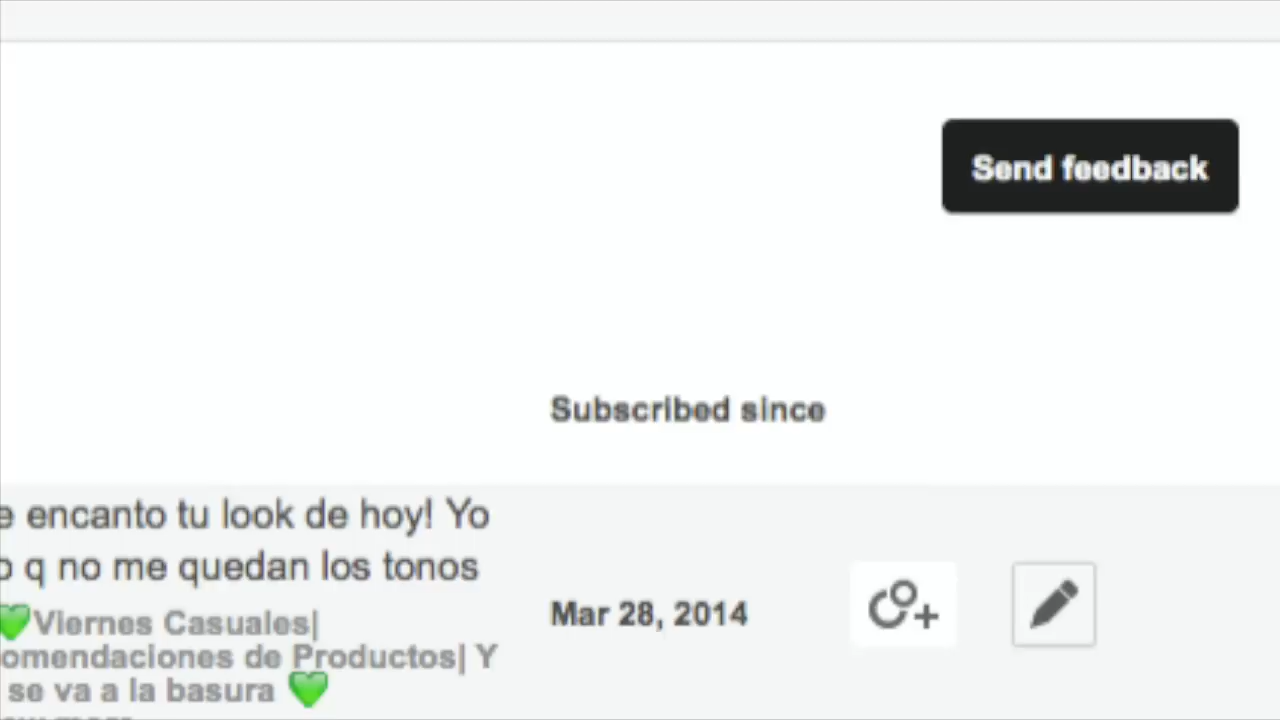 Send feedback
Subscribed since
e encanto tu look de hoy! Yo
o q no me quedan los tonos
💚Viernes Casuales|
omendaciones de Productos| Y
se va a la basura 💚
Mar 28, 2014